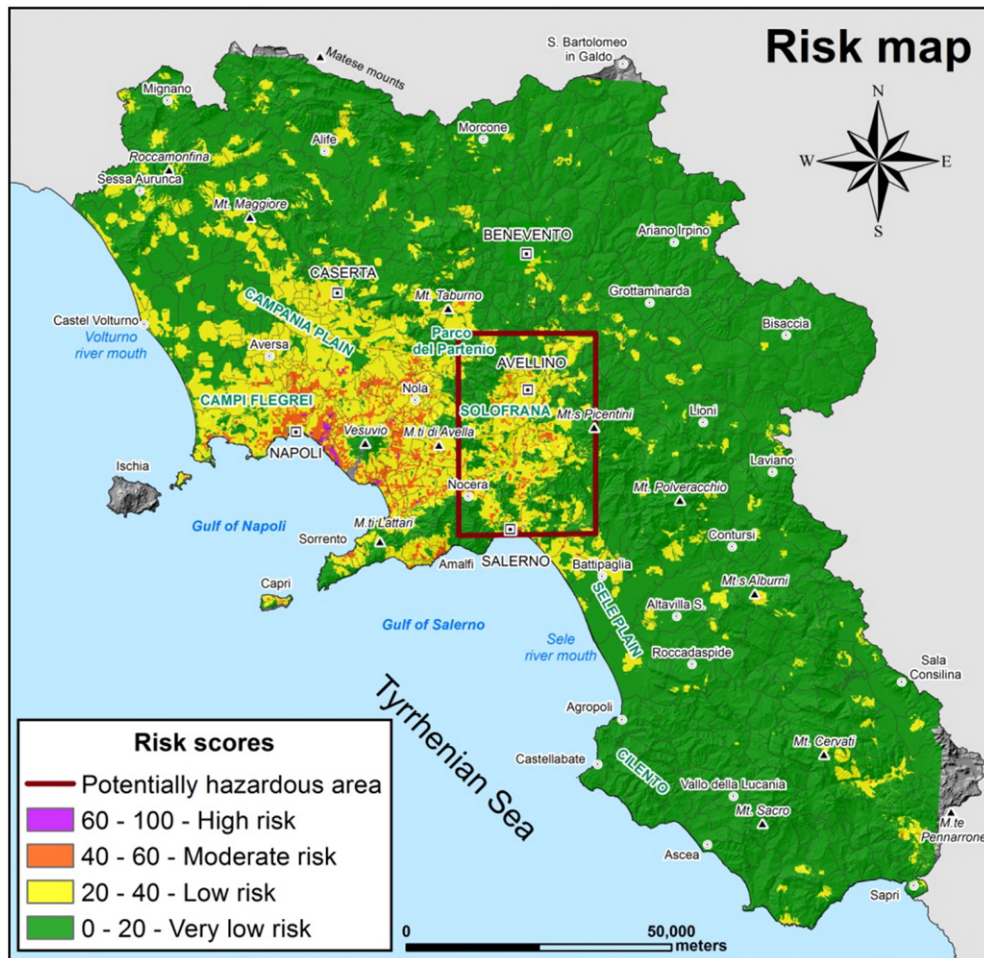 Risk map
S. Bartolomeo
in Galdo
Matese mounts
N
W
E
S
Mignano
Morcone
Alife
Roccamonfina
Sessa Aurunca
Mt. Maggiore
Ariano Irpino
BENEVENTO
CASERTA
Grottaminarda
Mt. Taburno
CAMPANIA PLAIN
Castel Volturno
Volturno
river mouth
Bisaccia
Parco
del Partenio
Aversa
AVELLINO
Nola
CAMPI FLEGREI
SOLOFRANA
Mt.s Picentini
Lioni
Vesuvio
M.ti di Avella
NAPOLI
Ischia
Laviano
Nocera
Mt. Polveracchio
Gulf of Napoli
M.ti Lattari
Sorrento
Contursi
SALERNO
Amalfi
Battipaglia
Capri
Mt.s Alburni
SELE PLAIN
Altavilla S.
Gulf of Salerno
Sele
river mouth
Roccadaspide
Sala
Consilina
Tyrrhenian Sea
Agropoli
Mt. Cervati
Castellabate
CILENTO
Vallo della Lucania
Mt. Sacro
M.te
Pennarrone
Ascea
Sapri
Risk scores
Potentially hazardous area
60 - 100 - High risk
40 - 60 - Moderate risk
20 - 40 - Low risk
0 - 20 - Very low risk
0
50,000
meters